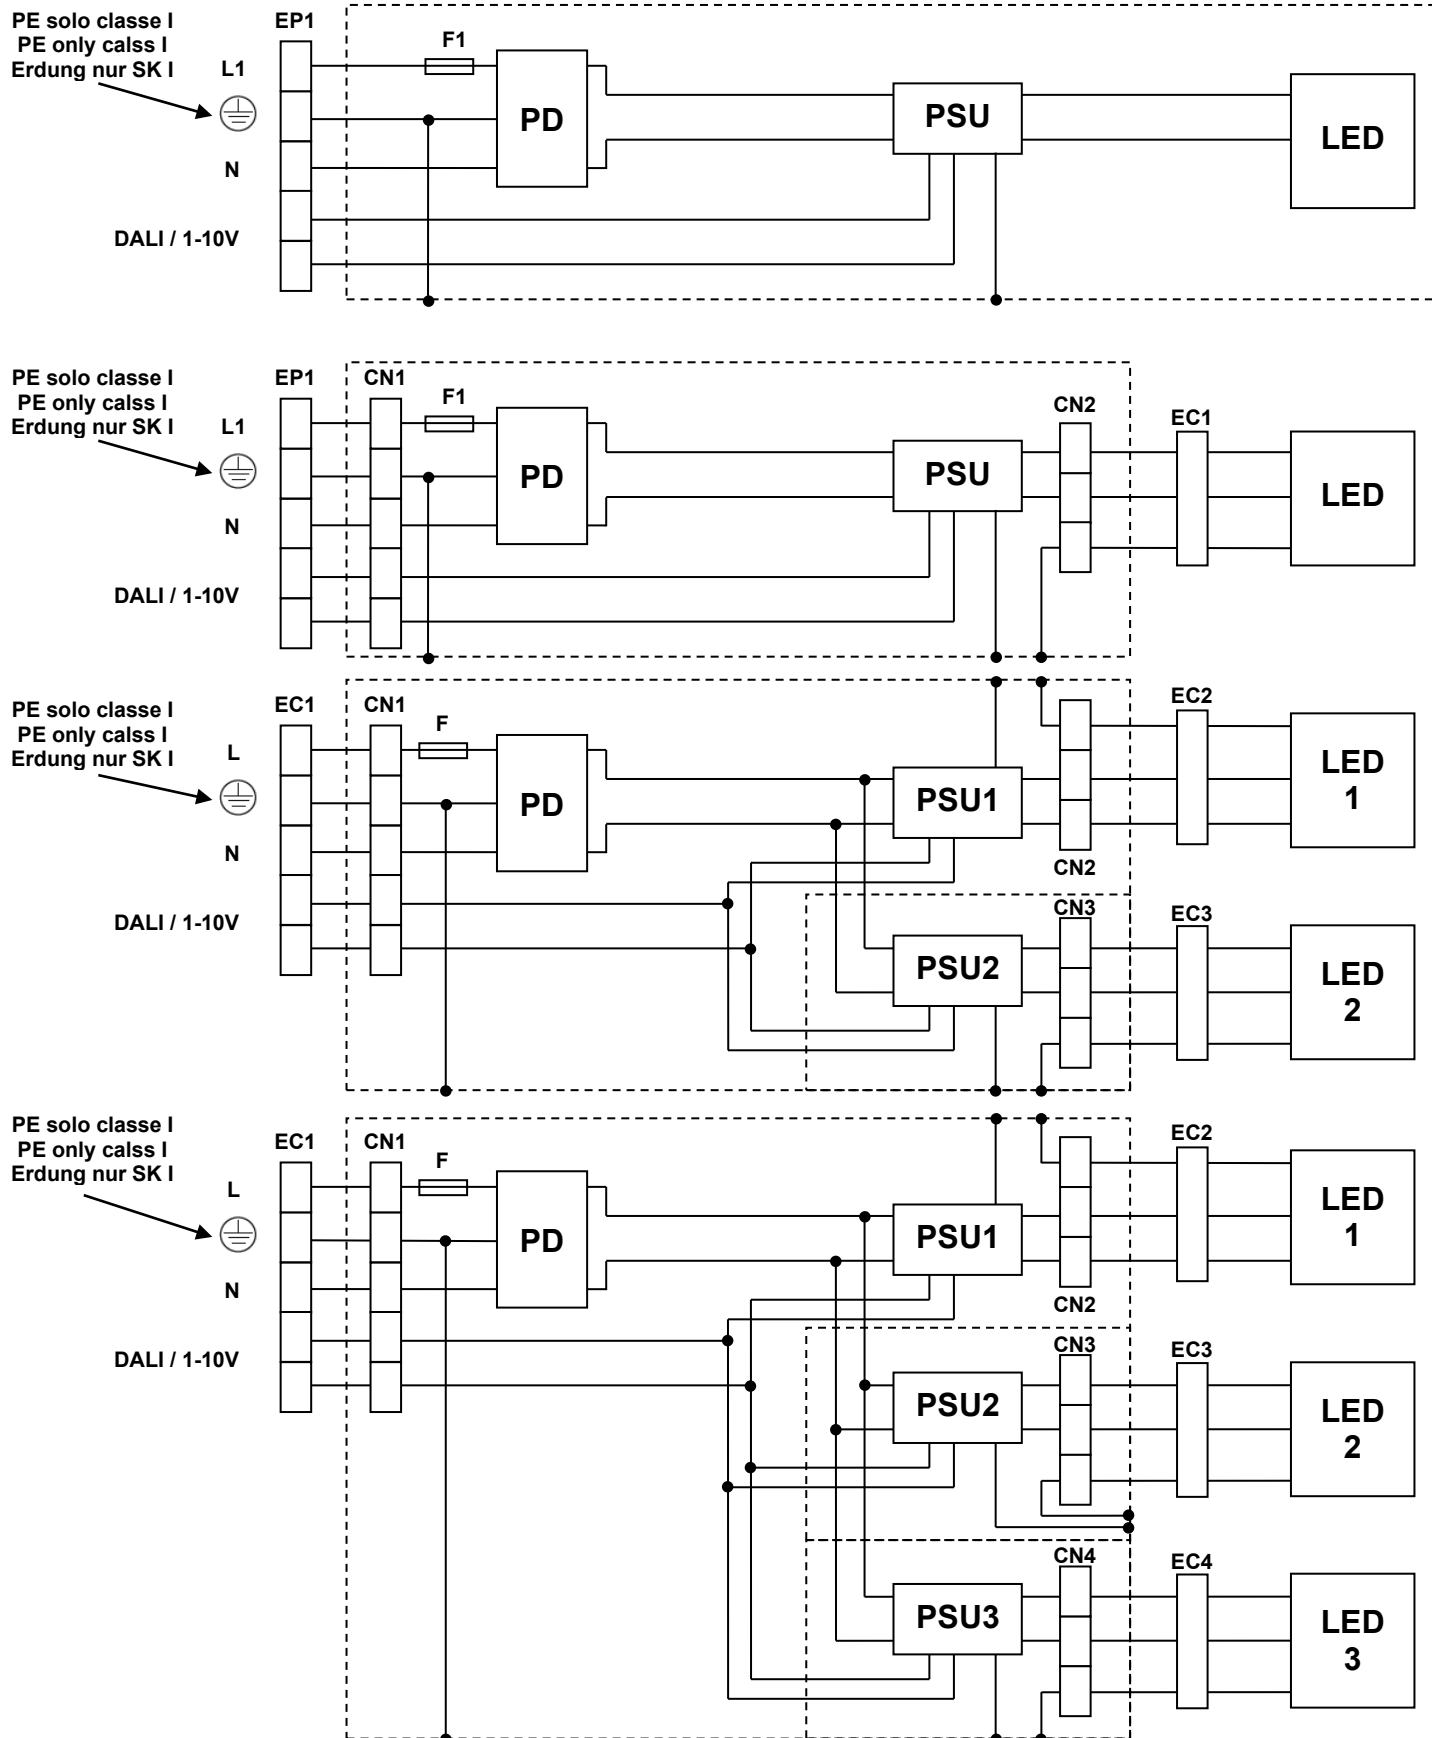 PE solo classe I
PE only calss I
Erdung nur SK I
EP1
L1
N
DALI / 1-10V
F1
PD
PSU
LED
PE solo classe I
PE only calss I
Erdung nur SK I
EP1
CN1
L1
N
DALI / 1-10V
F1
PD
PSU
CN2
EC1
LED
PE solo classe I
PE only calss I
Erdung nur SK I
EC1
CN1
L
N
DALI / 1-10V
F
PD
PSU1
CN2
EC2
LED
1
PSU2
CN3
EC3
LED
2
PE solo classe I
PE only calss I
Erdung nur SK I
EC1
CN1
L
N
DALI / 1-10V
F
PD
PSU1
CN2
EC2
LED
1
PSU2
CN3
EC3
LED
2
PSU3
CN4
EC4
LED
3